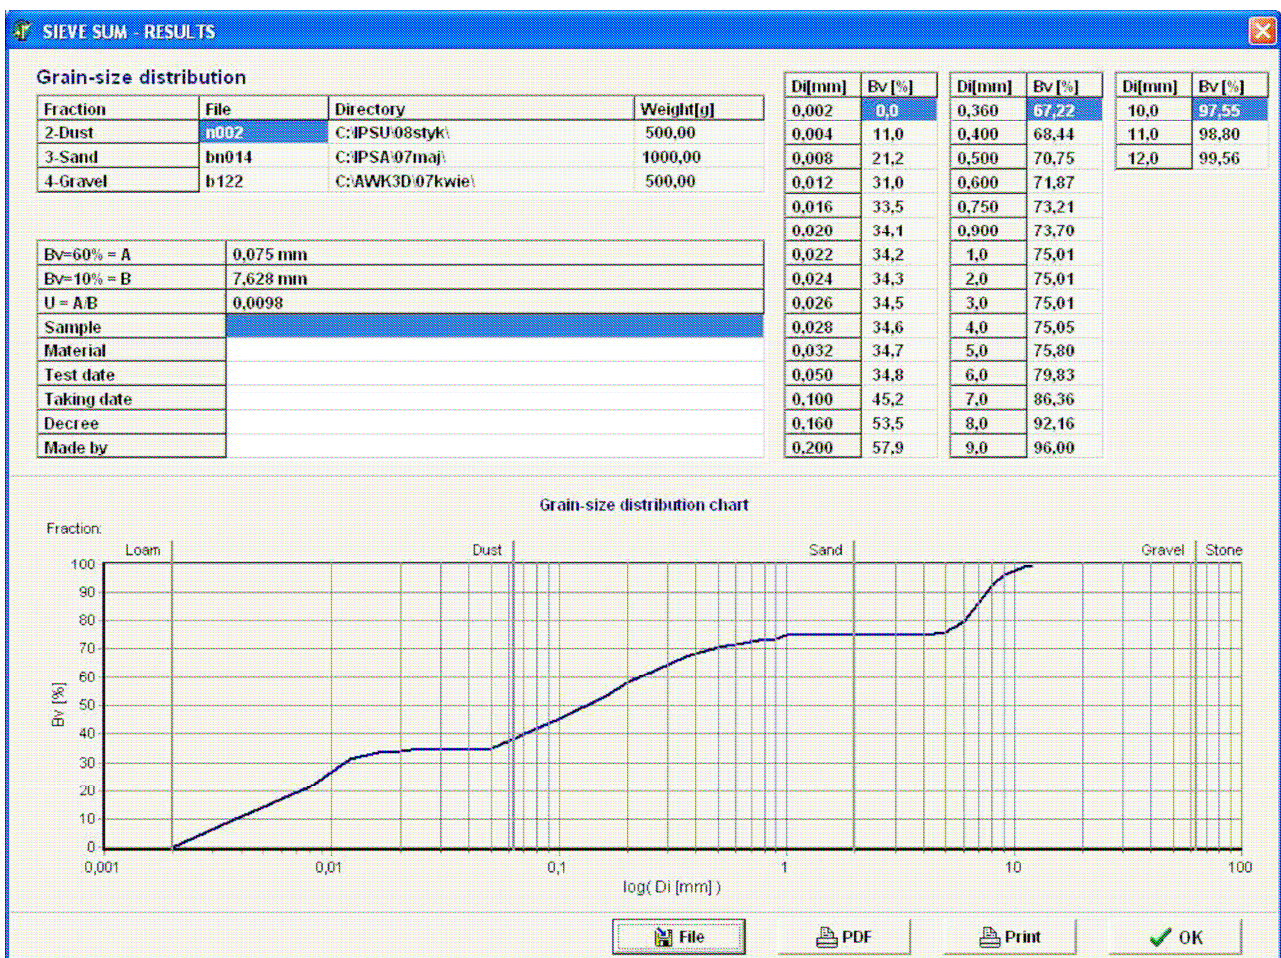 SIEVE SUM - RESULTS
Grain-size distribution
Fraction File Directory Weight[g]
2-Dust n002 C:\IPSU\08styk\ 500,00
3-Sand bn014 C:\IPSA\07maj\ 1000,00
4-Gravel b122 C:\AWK3D\07kwie\ 500,00
Bv=60% = A 0,075 mm
Bv=10% = B 7,628 mm
U = A/B 0,0098
Sample
Material
Test date
Taking date
Decree
Made by
Di[mm] Bv[%]
0,002 0,0
0,004 11,0
0,008 21,2
0,012 31,0
0,016 33,5
0,020 34,1
0,022 34,2
0,024 34,3
0,026 34,5
0,028 34,6
0,032 34,7
0,050 34,8
0,100 45,2
0,160 53,5
0,200 57,9
Di[mm] Bv[%]
0,360 67,22
0,400 68,44
0,500 70,75
0,600 71,87
0,750 73,21
0,900 73,70
1,0 75,01
2,0 75,01
3,0 75,01
4,0 75,05
5,0 75,80
6,0 79,83
7,0 86,36
8,0 92,16
9,0 96,00
Di[mm] Bv[%]
10,0 97,55
11,0 98,80
12,0 99,56
Grain-size distribution chart
Fraction:
Loam Dust Sand Gravel Stone
100
90
80
70
60
50
40
30
20
10
0
Bv [%]
0,001 0,01 0,1 1 10 100
log( Di [mm] )
File PDF Print OK